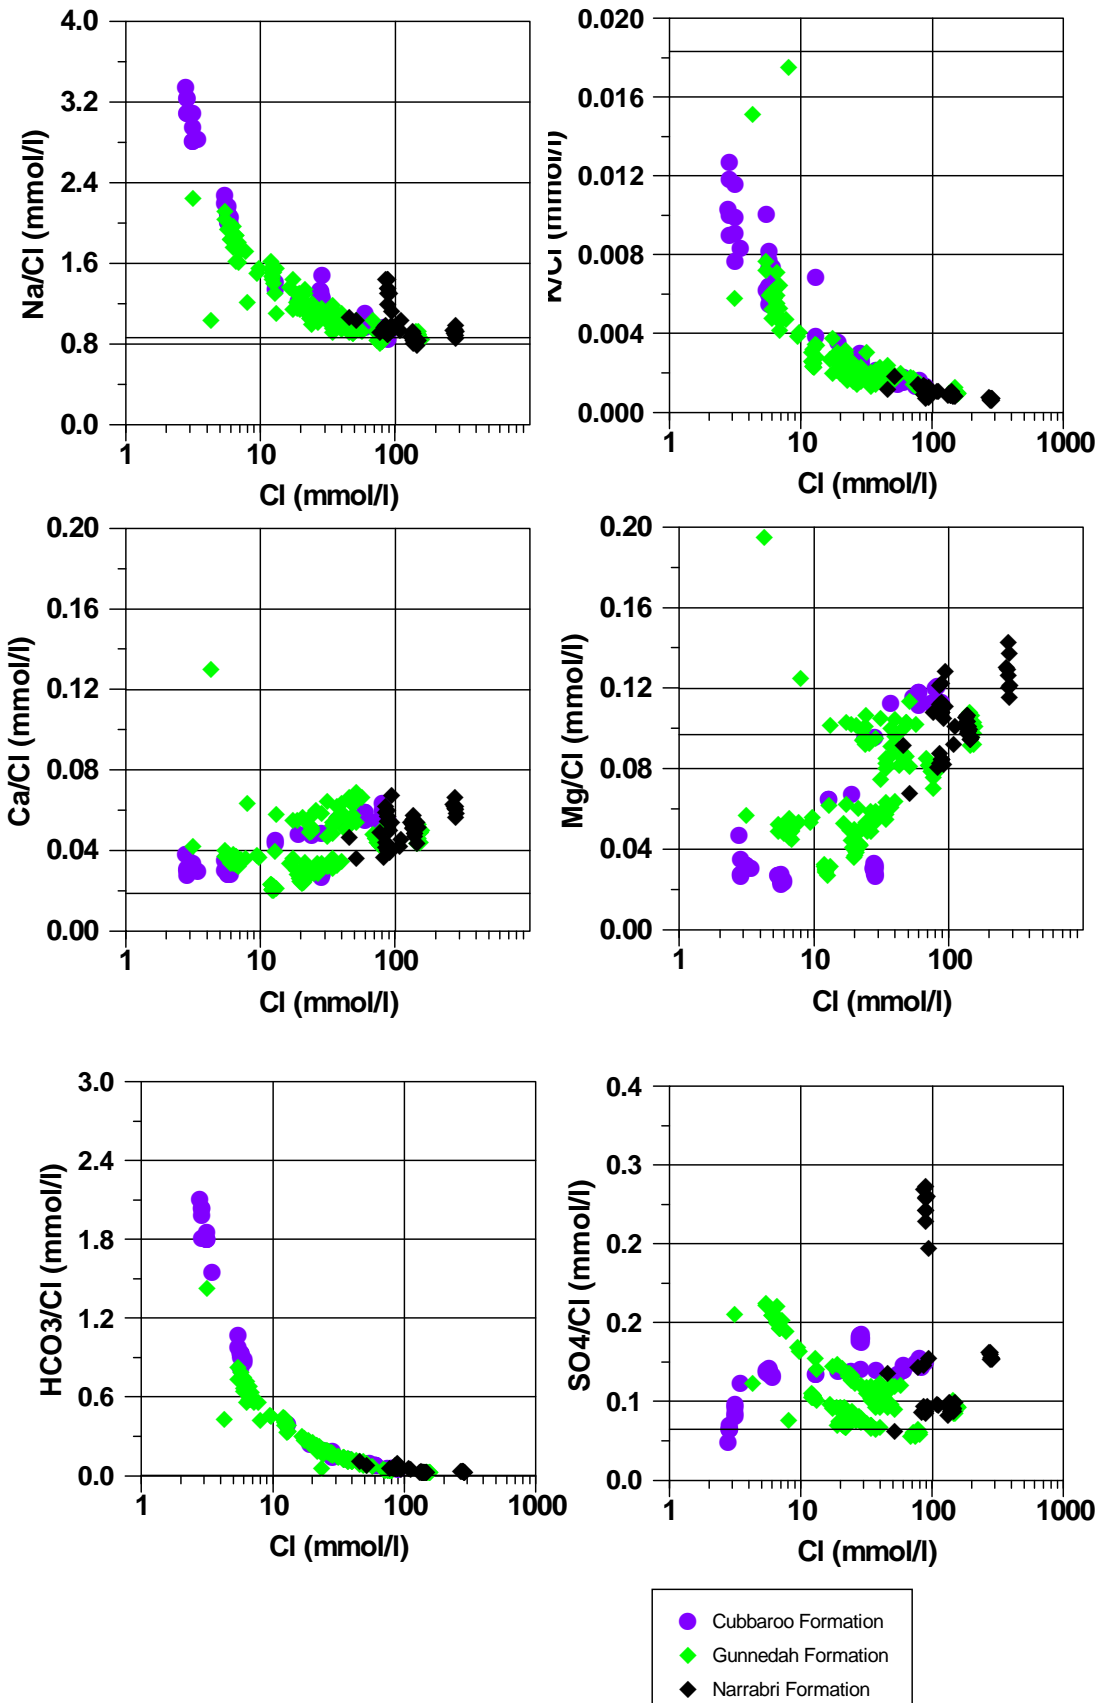 4.0
3.2
2.4
1.6
0.8
0.0
Na/Cl (mmol/l)
1 10 100
Cl (mmol/l)
0.020
0.016
0.012
0.008
0.004
0.000
K/Cl (mmol/l)
1 10 100 1000
Cl (mmol/l)
0.20
0.16
0.12
0.08
0.04
0.00
Ca/Cl (mmol/l)
1 10 100
Cl (mmol/l)
0.20
0.16
0.12
0.08
0.04
0.00
Mg/Cl (mmol/l)
1 10 100
Cl (mmol/l)
3.0
2.4
1.8
1.2
0.6
0.0
HCO3/Cl (mmol/l)
1 10 100 1000
Cl (mmol/l)
0.4
0.3
0.2
0.2
0.1
0.0
SO4/Cl (mmol/l)
1 10 100 1000
Cl (mmol/l)
Cubbaroo Formation
Gunnedah Formation
Narrabri Formation